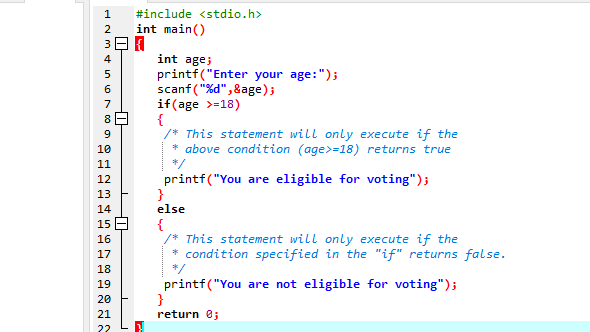 1 #include <stdio.h>
2 int main()
3 {
4 int age;
5 printf("Enter your age:");
6 scanf("%d",&age);
7 if(age >=18)
8 {
9 /* This statement will only execute if the
10 * above condition (age>=18) returns true
11 */
12 printf("You are eligible for voting");
13 }
14 else
15 {
16 /* This statement will only execute if the
17 * condition specified in the "if" returns false.
18 */
19 printf("You are not eligible for voting");
20 }
21 return 0;
22 }